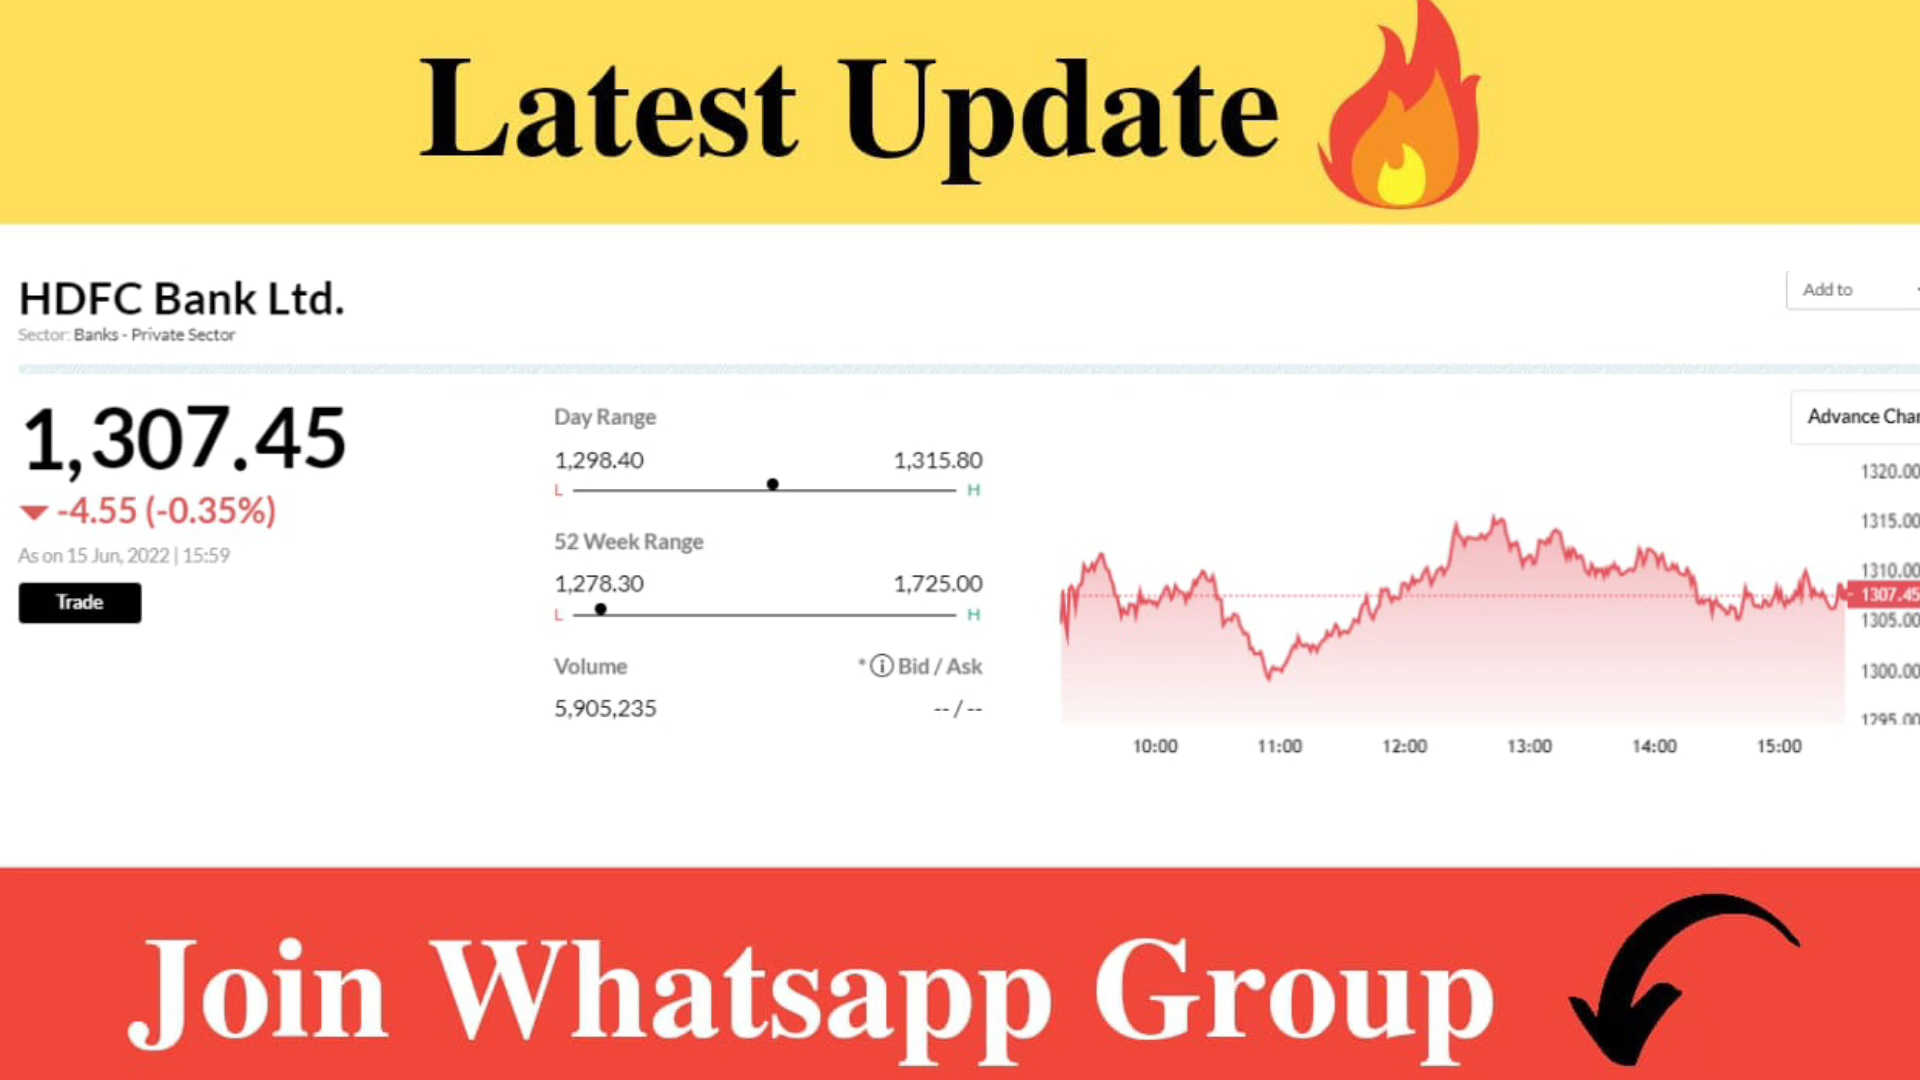 Latest Update
HDFC Bank Ltd.
Sector: Banks - Private Sector
Add to
1,307.45
-4.55 (-0.35%)
As on 15 Jun, 2022 | 15:59
Trade
Day Range
1,298.40 1,315.80
L H
52 Week Range
1,278.30 1,725.00
L H
Volume * i Bid / Ask
5,905,235 -- / --
Advance Char
1320.00
1315.00
1310.00
1307.45
1305.00
1300.00
1295.00
10:00 11:00 12:00 13:00 14:00 15:00
Join Whatsapp Group